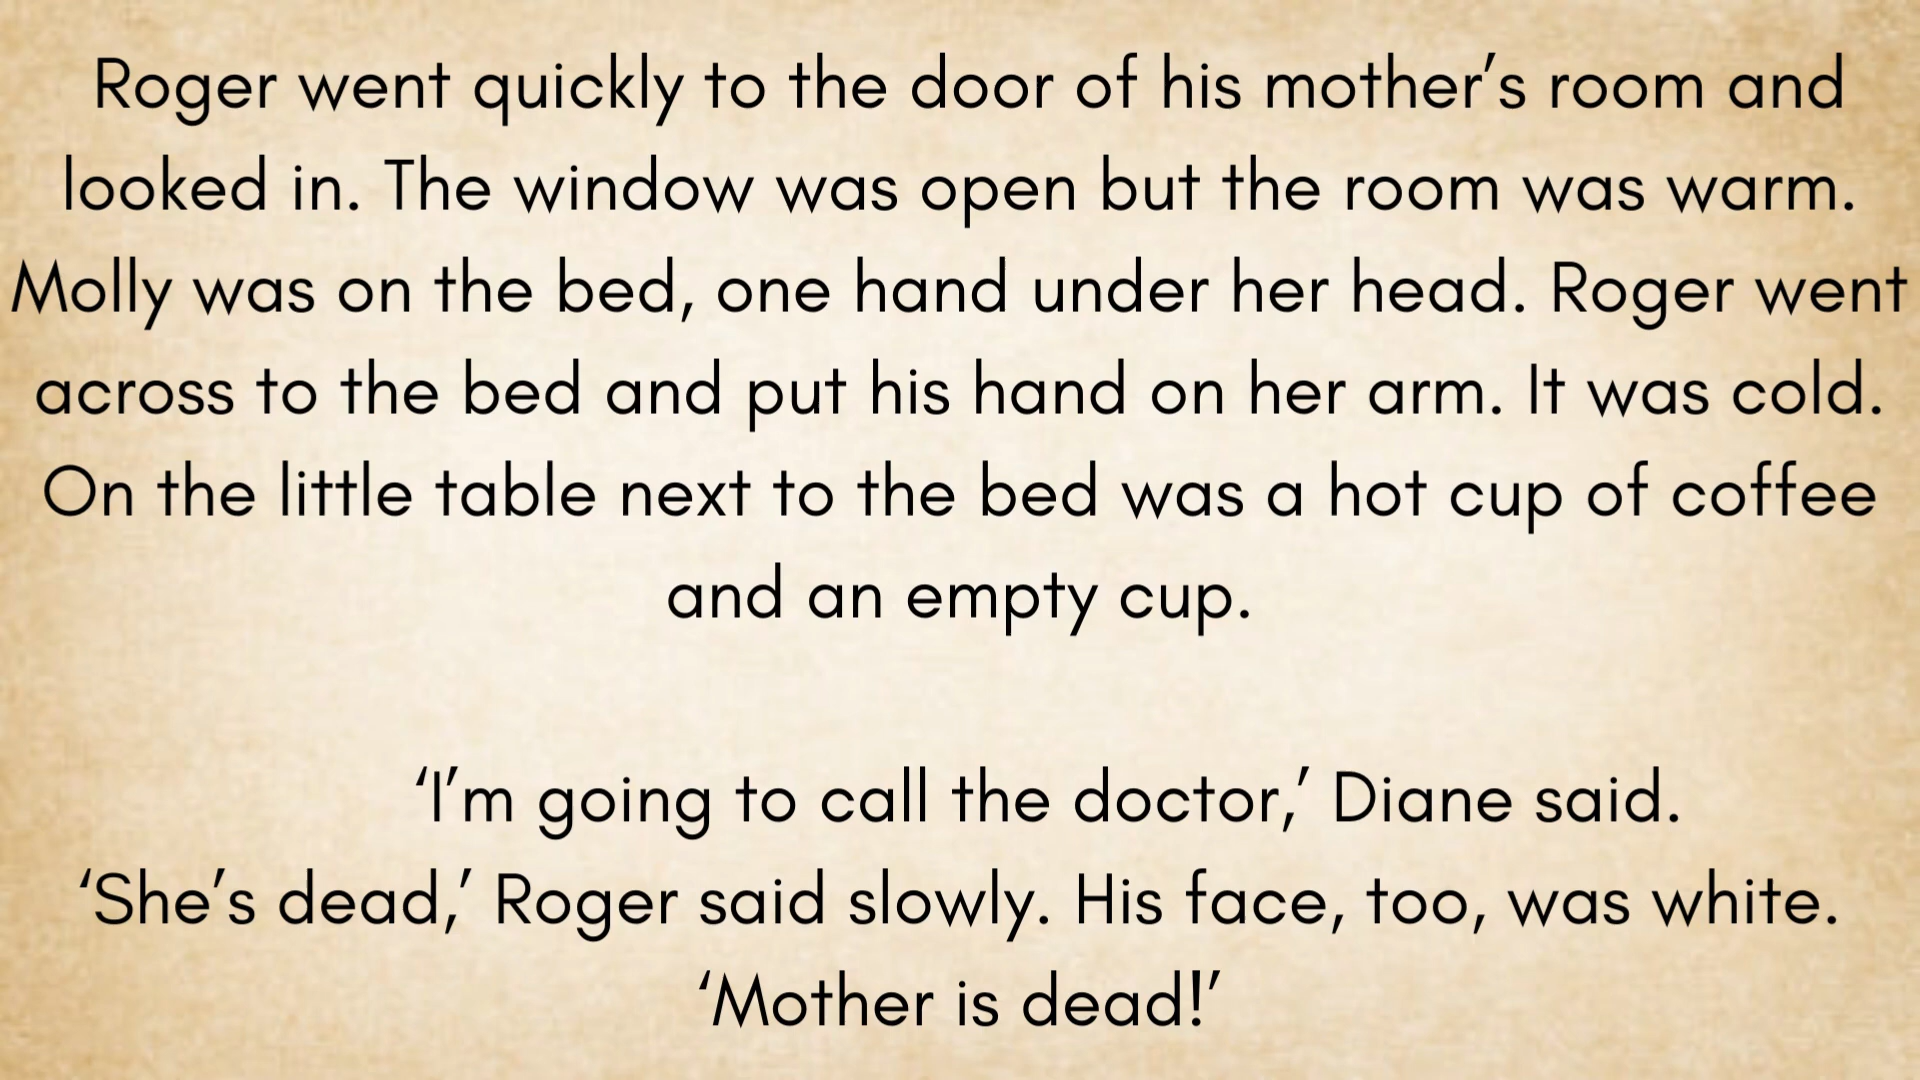 Roger went quickly to the door of his mother’s room and
looked in. The window was open but the room was warm.
Molly was on the bed, one hand under her head. Roger went
across to the bed and put his hand on her arm. It was cold.
On the little table next to the bed was a hot cup of coffee
and an empty cup.
‘I’m going to call the doctor,’ Diane said.
‘She’s dead,’ Roger said slowly. His face, too, was white.
‘Mother is dead!’